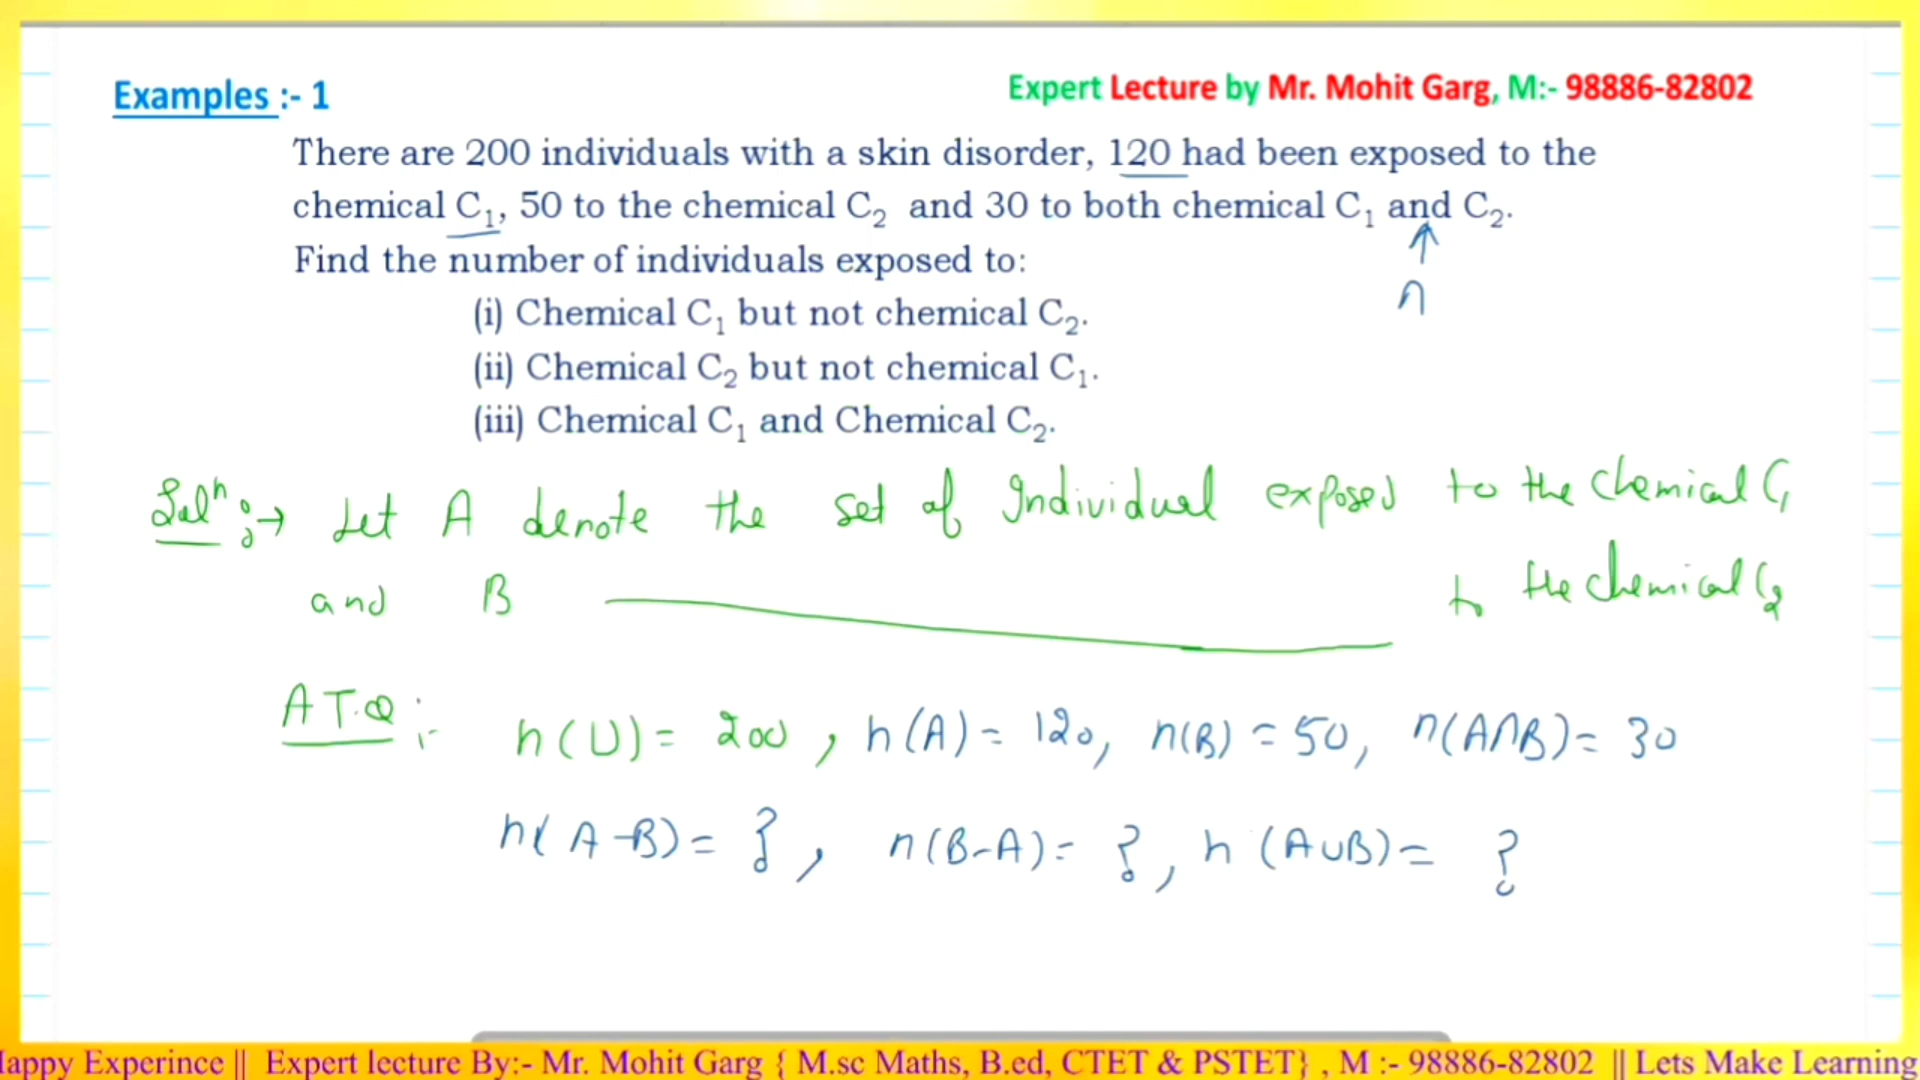 Examples :- 1
Expert Lecture by Mr. Mohit Garg, M:- 98886-82802
There are 200 individuals with a skin disorder, 120 had been exposed to the
chemical C₁, 50 to the chemical C₂ and 30 to both chemical C₁ and C₂.
∩
Find the number of individuals exposed to:
(i) Chemical C₁ but not chemical C₂.
(ii) Chemical C₂ but not chemical C₁.
(iii) Chemical C₁ and Chemical C₂.
Solⁿ :→ Let A denote the set of Individual exposed to the chemical C₁
and B to the chemical C₂
A T.Q :- n(U) = 200, n(A) = 120, n(B) = 50, n(A∩B) = 30
n(A-B) = ?, n(B-A) = ?, n(A∪B) = ?
Happy Experince || Expert lecture By:- Mr. Mohit Garg { M.sc Maths, B.ed, CTET & PSTET} , M :- 98886-82802 || Lets Make Learning